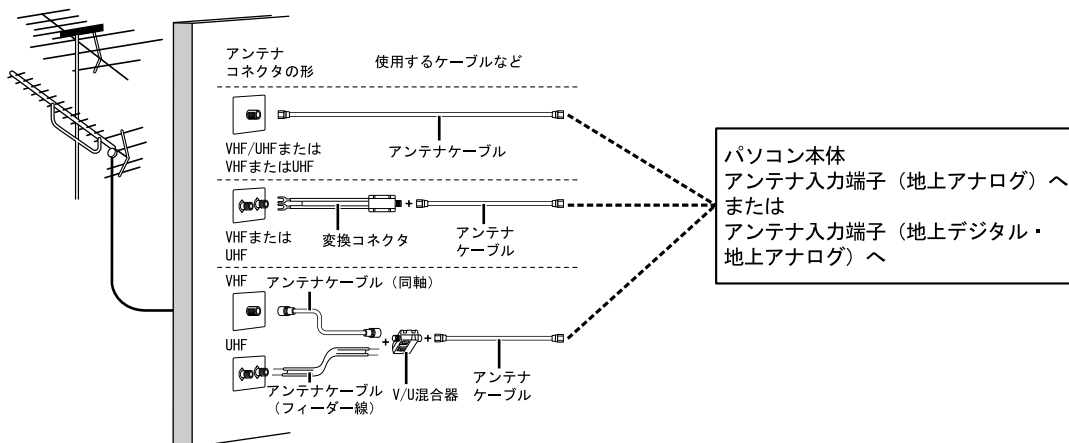 アンテナ
コネクタの形
使用するケーブルなど
VHF/UHFまたは
VHFまたはUHF
アンテナケーブル
VHFまたは
UHF
変換コネクタ
+
アンテナ
ケーブル
VHF
アンテナケーブル（同軸）
UHF
アンテナケーブル
（フィーダー線）
+
V/U混合器
+
アンテナ
ケーブル
パソコン本体
アンテナ入力端子（地上アナログ）へ
または
アンテナ入力端子（地上デジタル・
地上アナログ）へ